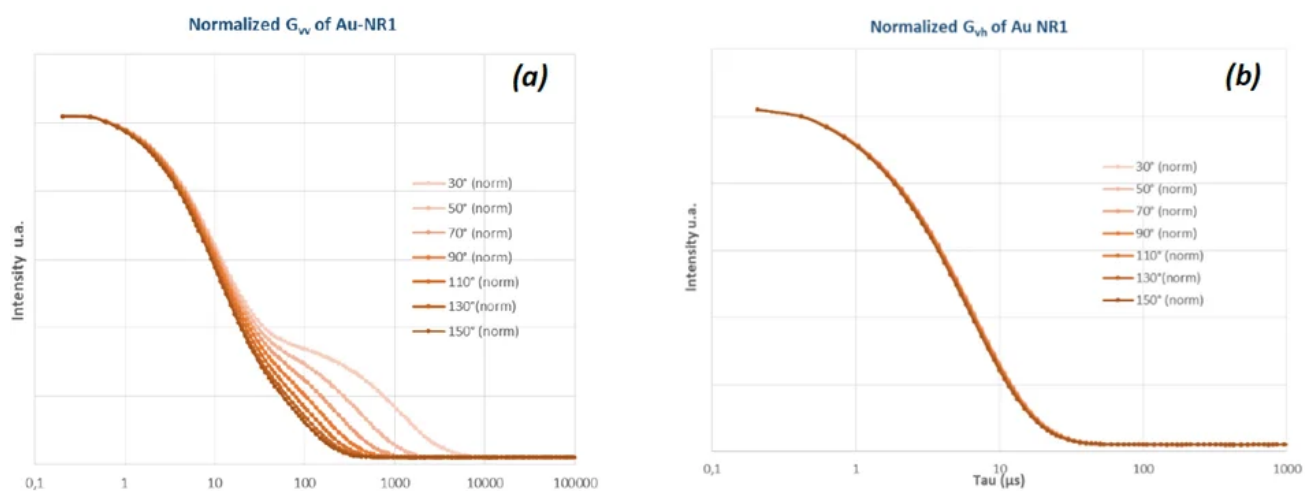 Normalized Gvv of Au-NR1
(a)
Intensity u.a.
30° (norm)
50° (norm)
70° (norm)
90° (norm)
110° (norm)
130°(norm)
150° (norm)
0,1 1 10 100 1000 10000 100000
Normalized Gvh of Au NR1
(b)
Intensity u.a.
30° (norm)
50° (norm)
70° (norm)
90° (norm)
110° (norm)
130°(norm)
150° (norm)
0,1 1 10 100 1000
Tau (µs)